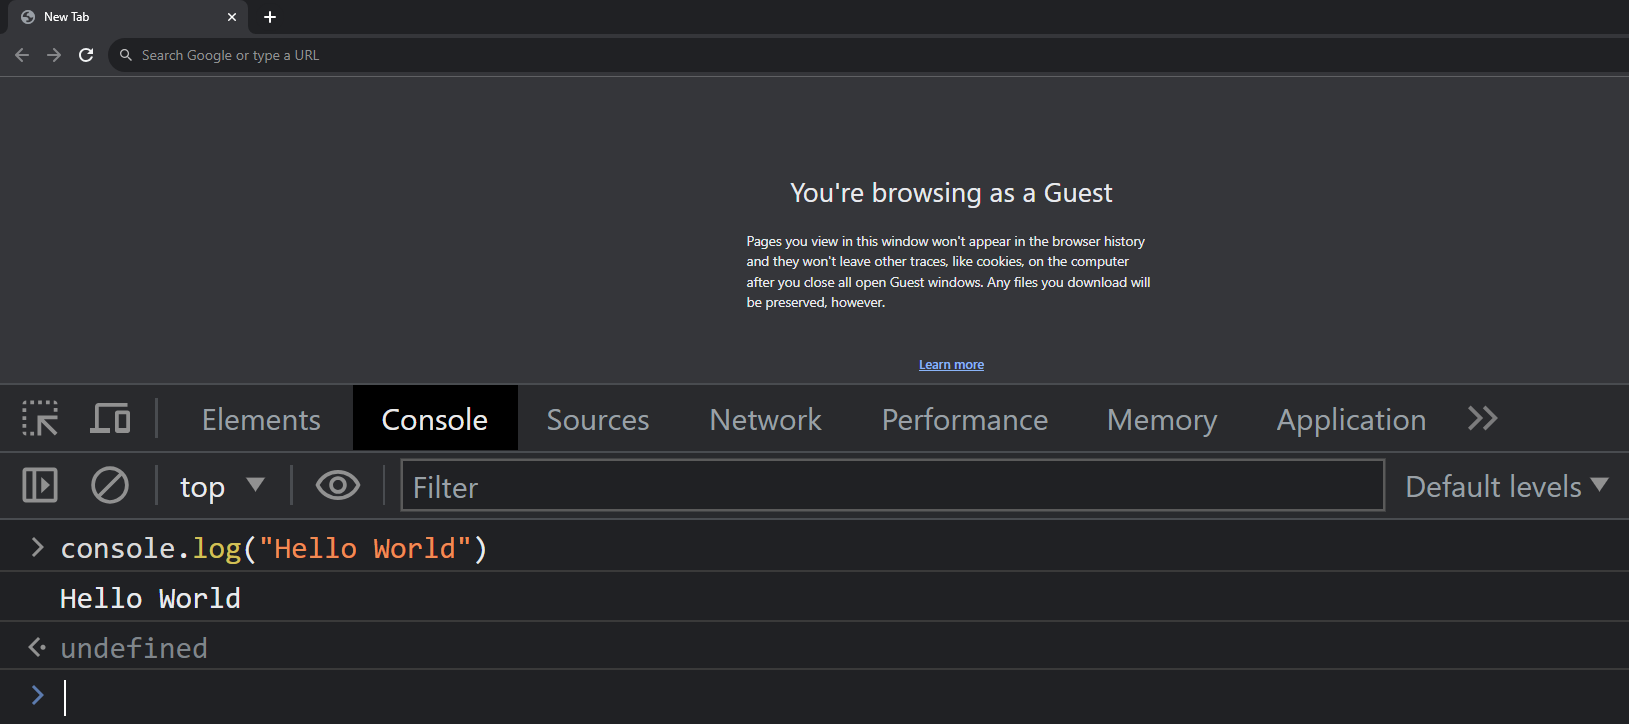 New Tab
Search Google or type a URL
You're browsing as a Guest
Pages you view in this window won't appear in the browser history
and they won't leave other traces, like cookies, on the computer
after you close all open Guest windows. Any files you download will
be preserved, however.
Learn more
Elements Console Sources Network Performance Memory Application
top Filter Default levels
console.log("Hello World")
Hello World
undefined